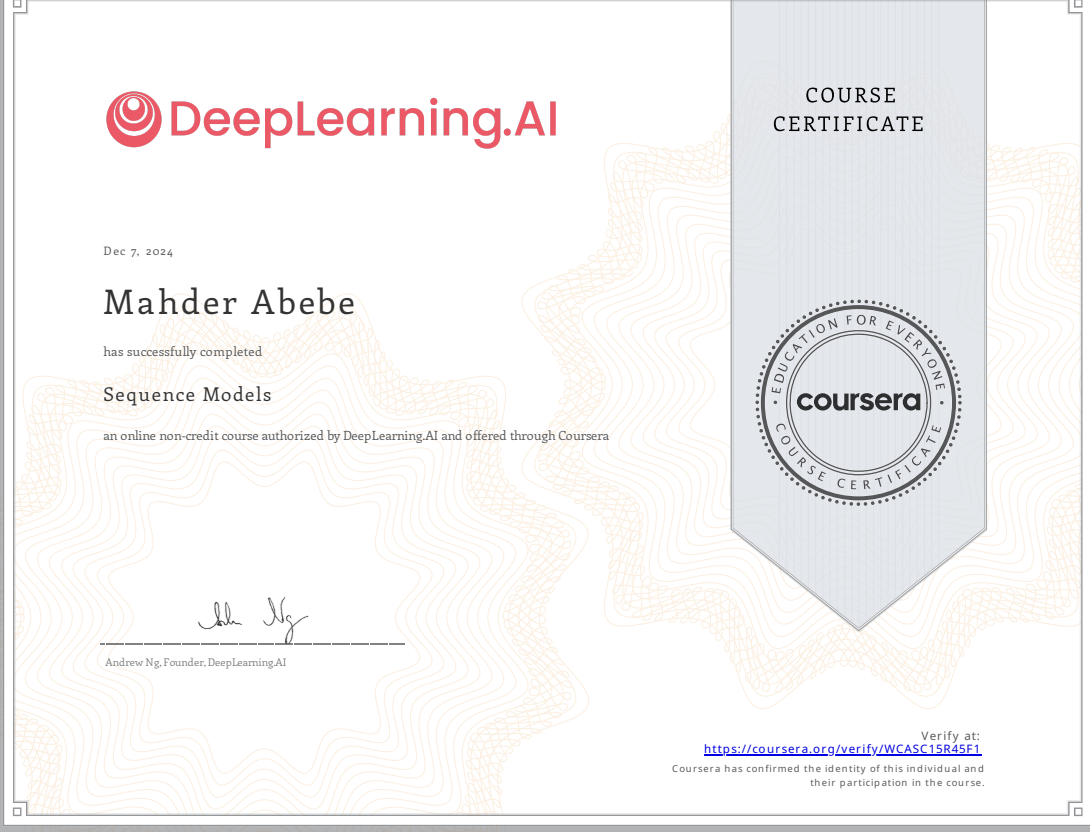 DeepLearning.AI
COURSE
CERTIFICATE
Dec 7, 2024
Mahder Abebe
has successfully completed
Sequence Models
an online non-credit course authorized by DeepLearning.AI and offered through Coursera
EDUCATION FOR EVERYONE
coursera
COURSE CERTIFICATE
Andrew Ng, Founder, DeepLearning.AI
Verify at:
https://coursera.org/verify/WCASC15R45F1
Coursera has confirmed the identity of this individual and
their participation in the course.